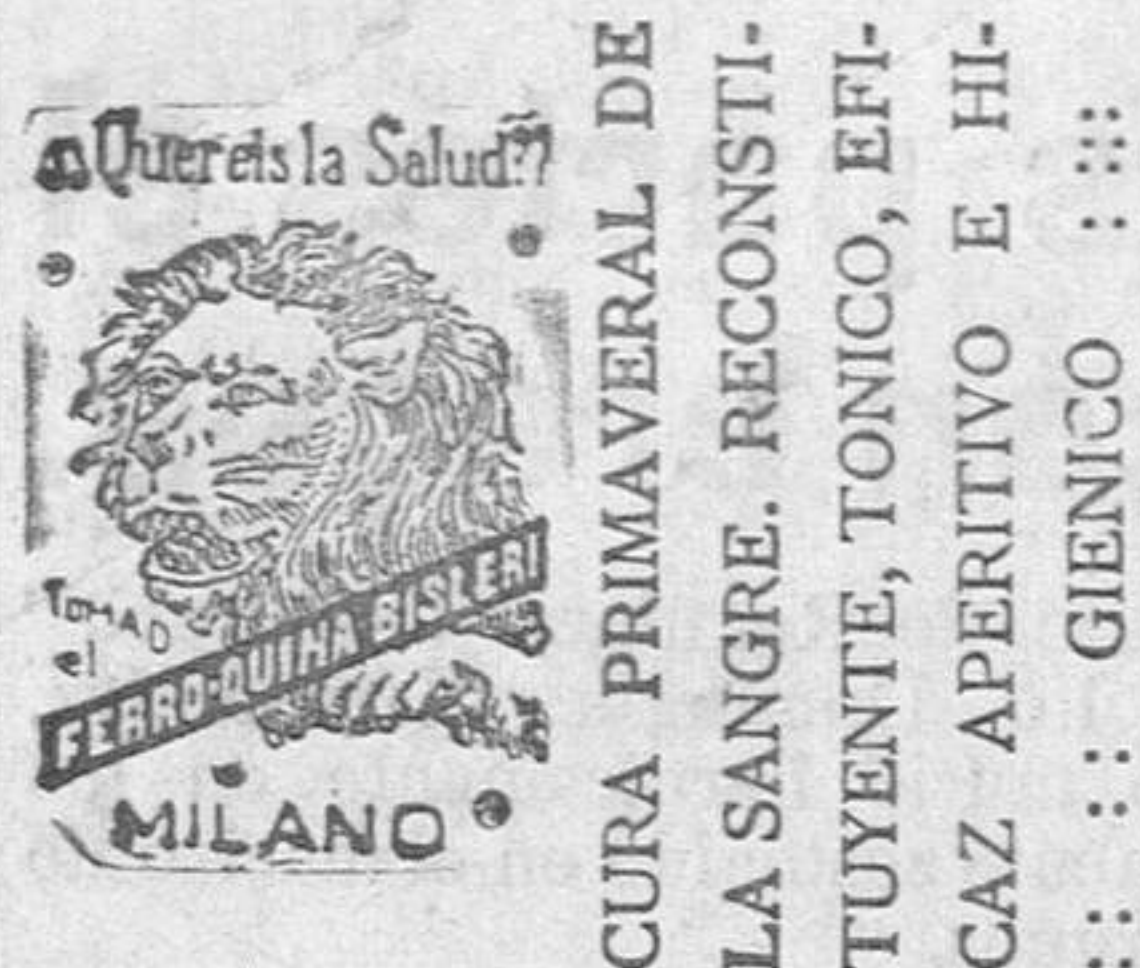 ¿Quereis la Salud??
TOMAD
el
FERRO-QUINA BISLERI
MILANO
CURA PRIMAVERAL DE
LA SANGRE. RECONSTI-
TUYENTE, TONICO, EFI-
CAZ APERITIVO E HI-
GIENICO